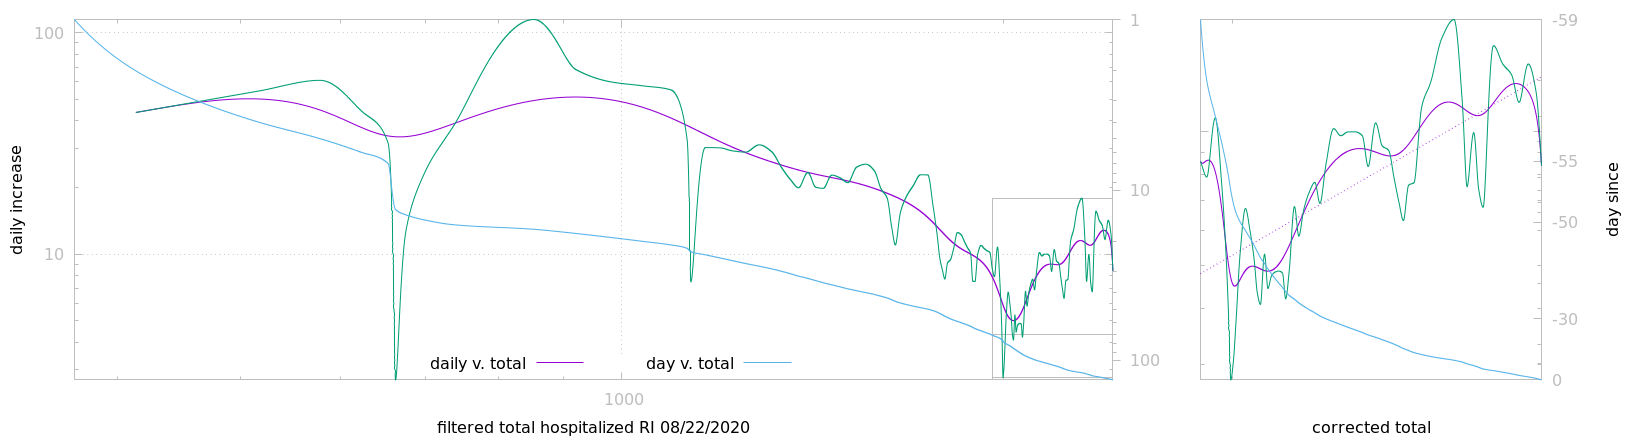 100
10
daily increase
daily v. total
day v. total
1000
filtered total hospitalized RI 08/22/2020
1
10
100
-59
-55
-50
-30
0
day since
corrected total